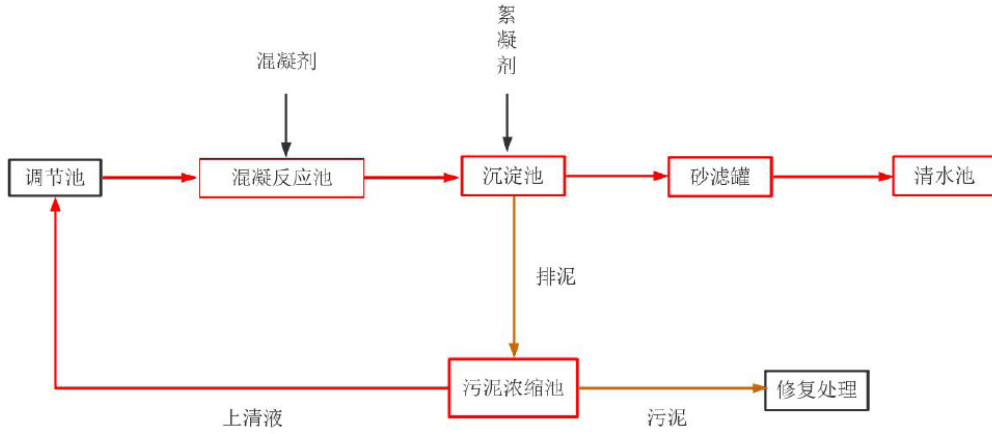 混凝剂
絮凝剂
调节池
混凝反应池
沉淀池
砂滤罐
清水池
排泥
污泥浓缩池
修复处理
上清液
污泥